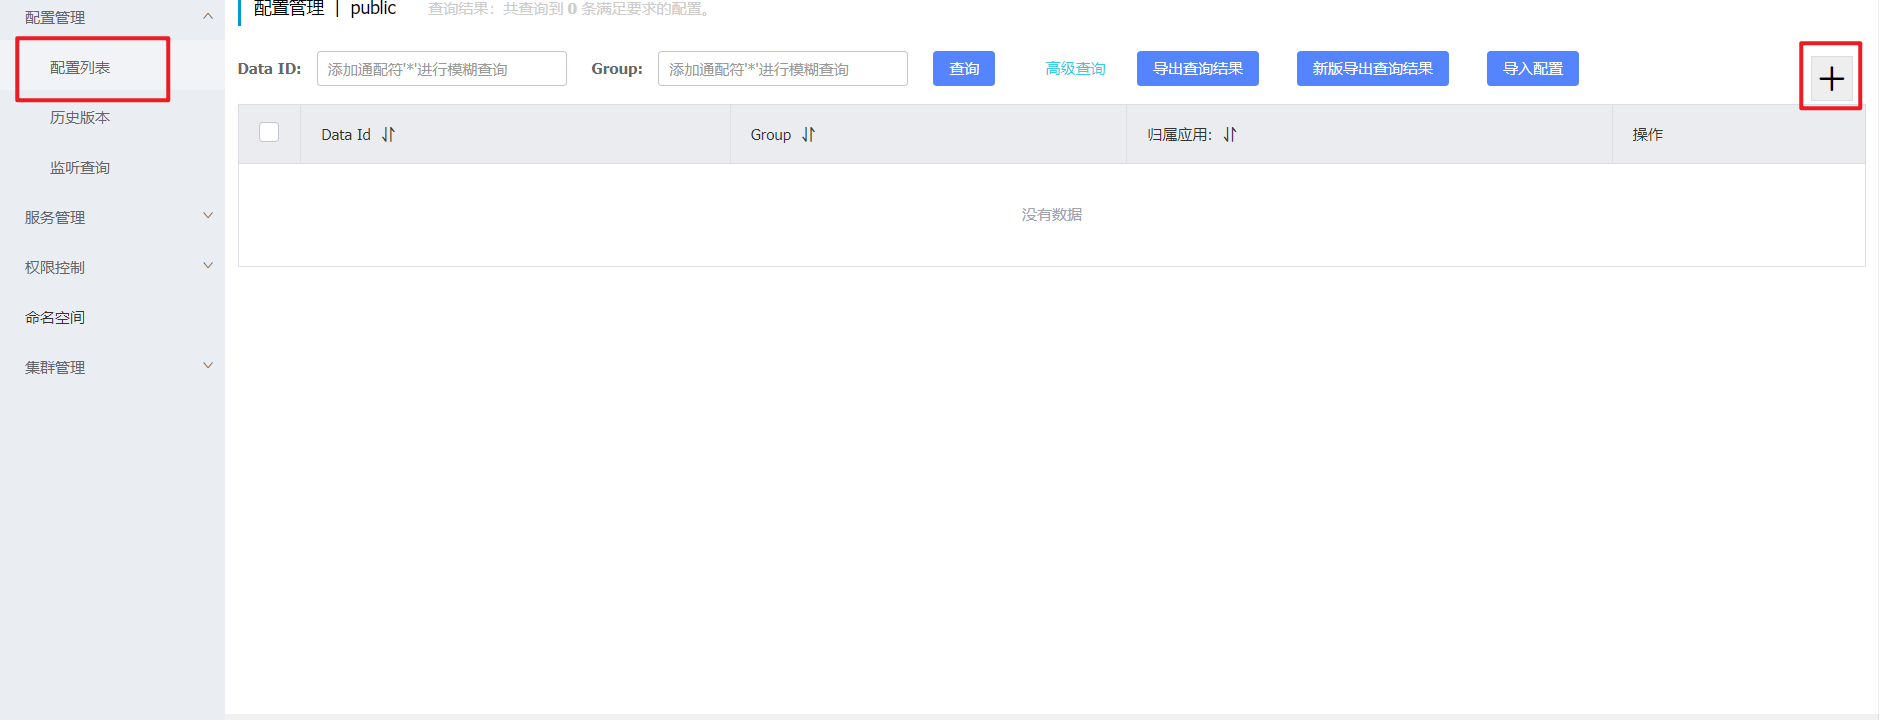 配置管理
配置列表
历史版本
监听查询
服务管理
权限控制
命名空间
集群管理
配置管理 | public 查询结果：共查询到 0 条满足要求的配置。
Data ID: 添加通配符'*'进行模糊查询 Group: 添加通配符'*'进行模糊查询 查询 高级查询 导出查询结果 新版导出查询结果 导入配置
Data Id Group 归属应用: 操作
没有数据